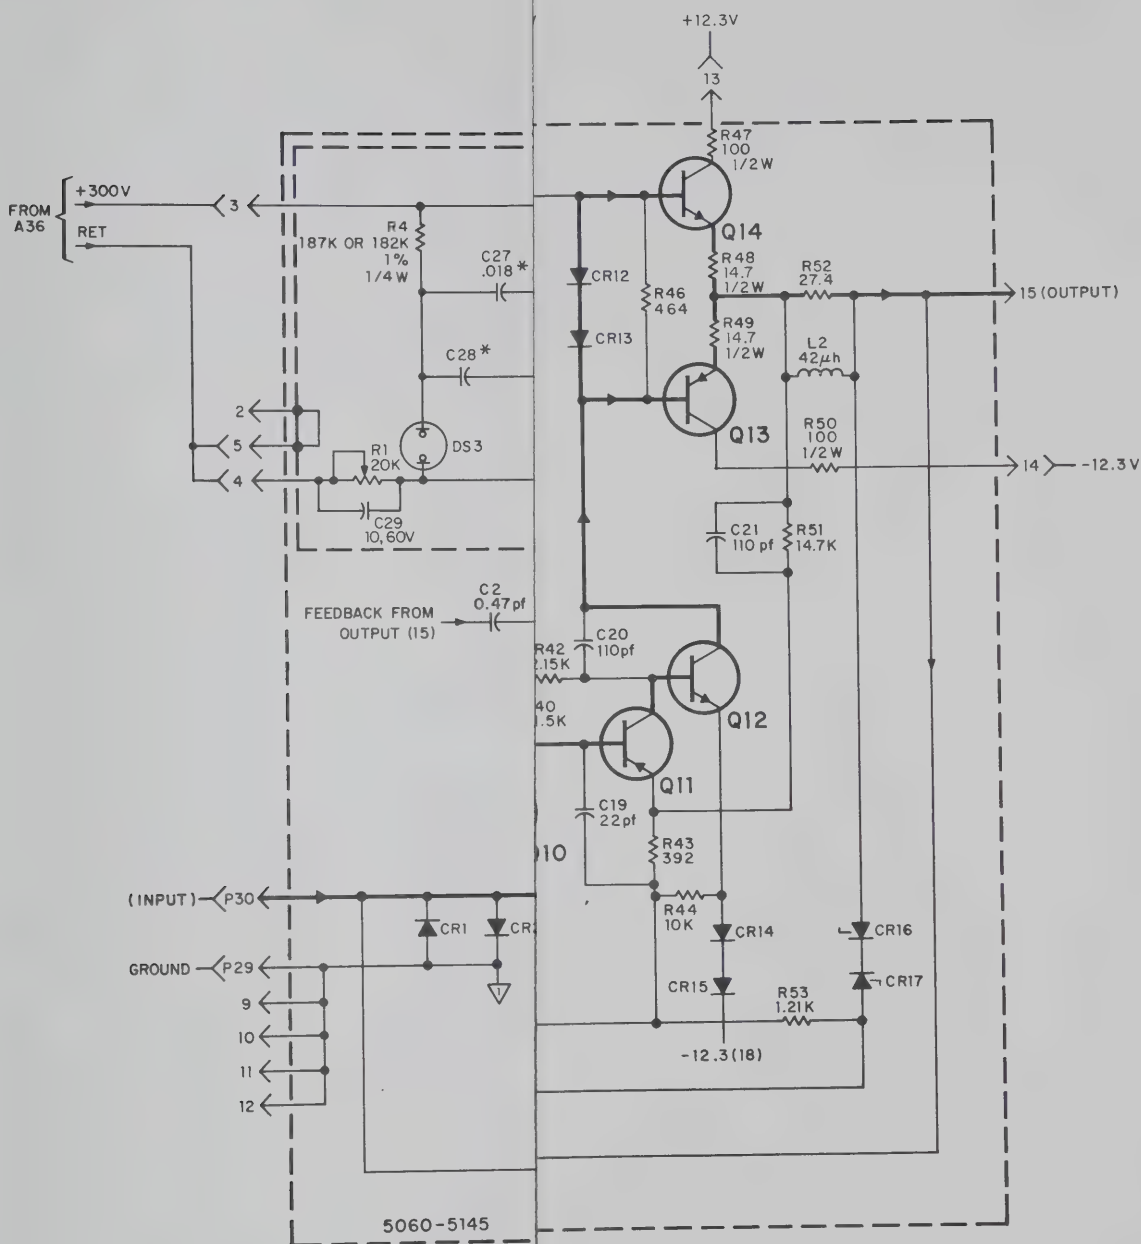 +12.3V
13
R47
100
1/2W
+300V
FROM
A36
3
RET
R4
187K OR 182K
1%
1/4W
C27
.018*
Q14
CR12
R48
14.7
1/2W
R52
27.4
R46
464
15 (OUTPUT)
CR13
R49
14.7
1/2W
L2
42µh
C28*
2
5
4
R1
20K
DS3
Q13
R50
100
1/2W
14
-12.3V
C29
10,60V
C21
110 pf
R51
14.7K
C2
0.47pf
FEEDBACK FROM
OUTPUT (15)
C20
110pf
R42
2.15K
Q12
40
1.5K
Q11
C19
22pf
R43
392
10
(INPUT)
P30
CR1
CR
R44
10K
CR14
CR16
GROUND
P29
1
CR15
CR17
9
R53
1.21K
10
-12.3(18)
11
12
5060-5145